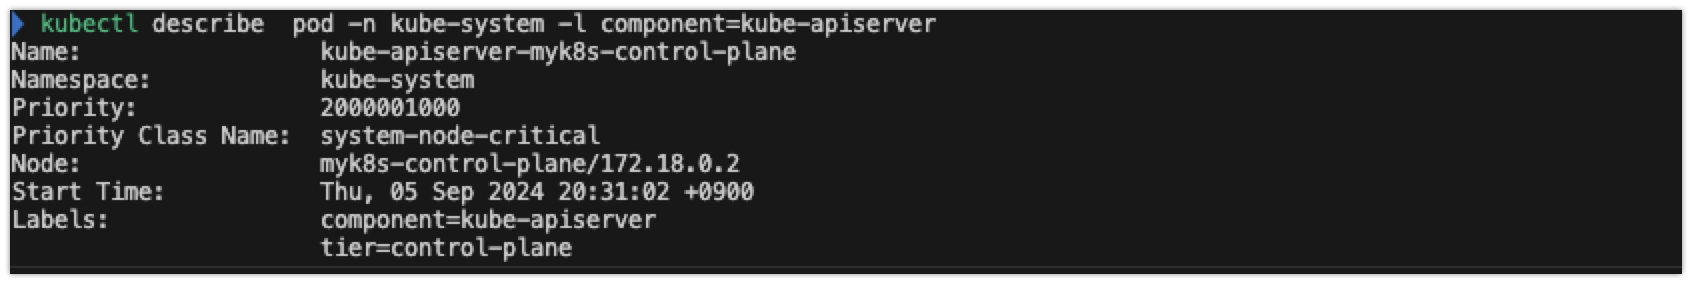 kubectl describe  pod -n kube-system -l component=kube-apiserver
Name:                 kube-apiserver-myk8s-control-plane
Namespace:            kube-system
Priority:             2000001000
Priority Class Name:  system-node-critical
Node:                 myk8s-control-plane/172.18.0.2
Start Time:           Thu, 05 Sep 2024 20:31:02 +0900
Labels:               component=kube-apiserver
                      tier=control-plane